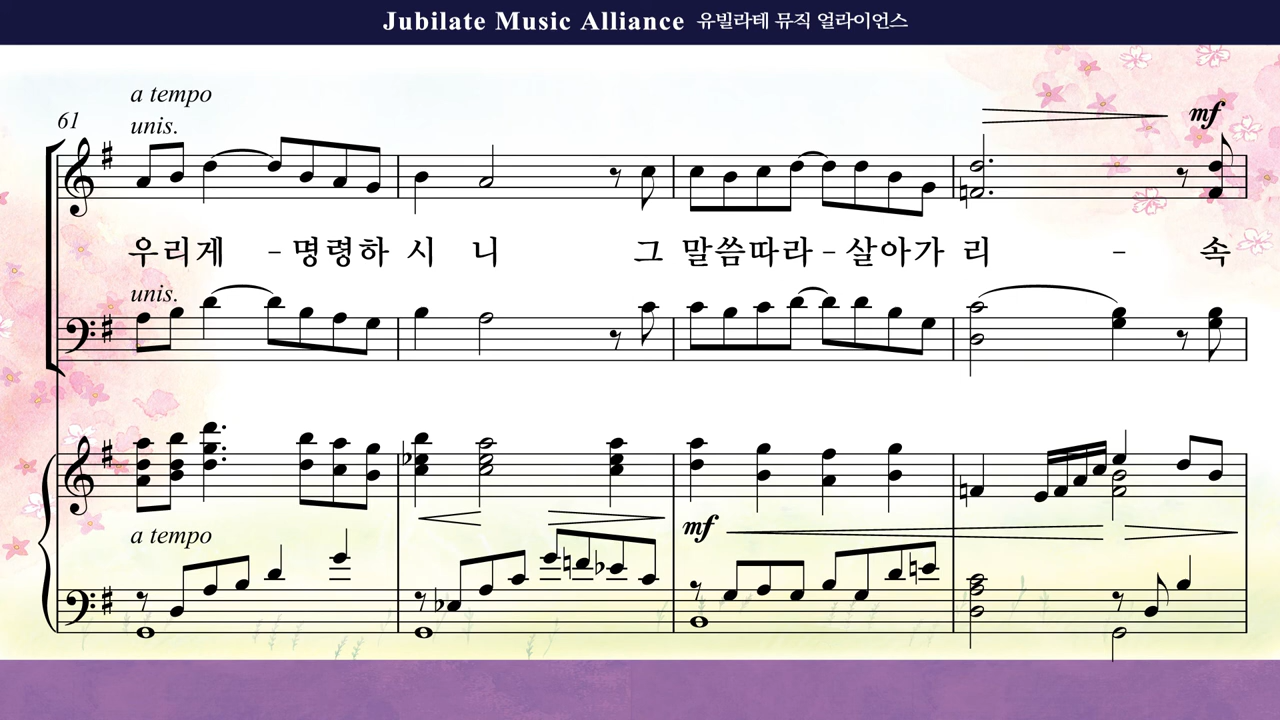 Jubilate Music Alliance 유빌라테 뮤직 얼라이언스
a tempo
61
unis.
mf
우리게 - 명령하 시 니 그 말씀따라 - 살아가 리 - 속
unis.
a tempo
mf